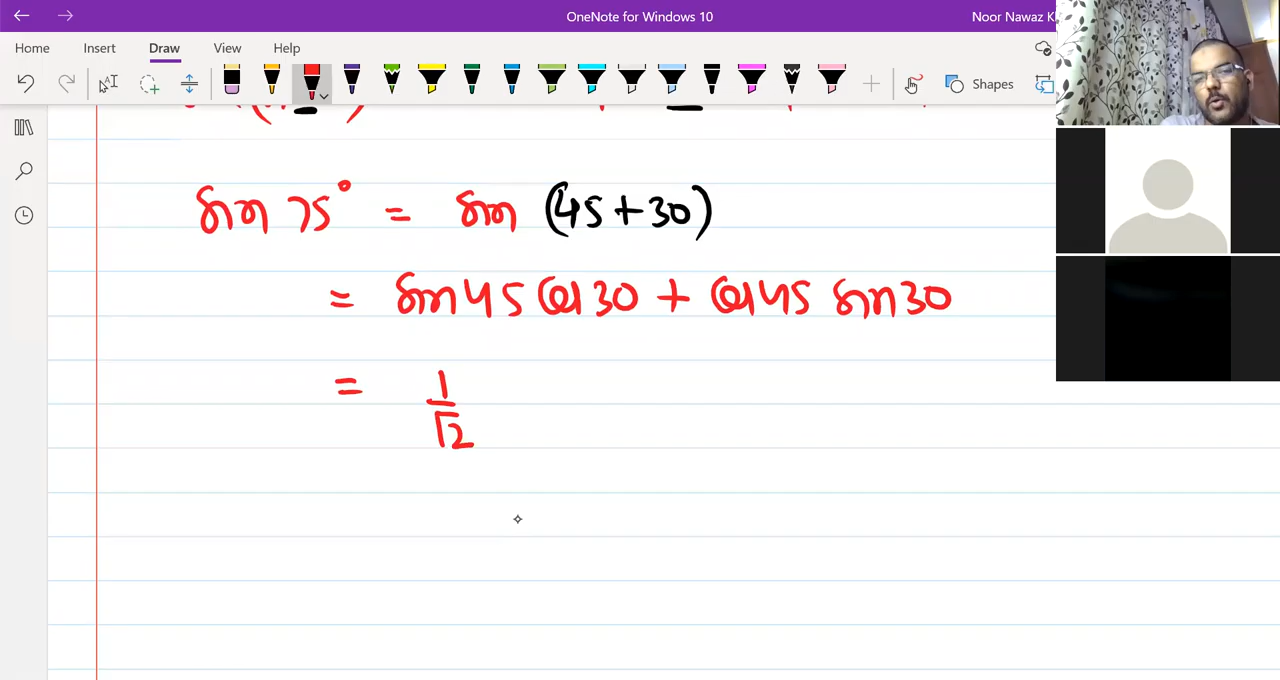 OneNote for Windows 10
Noor Nawaz K
Home Insert Draw View Help
Shapes
sin 75° = sin (45+30)
= sin 45 cos 30 + cos 45 sin 30
= 1/√2